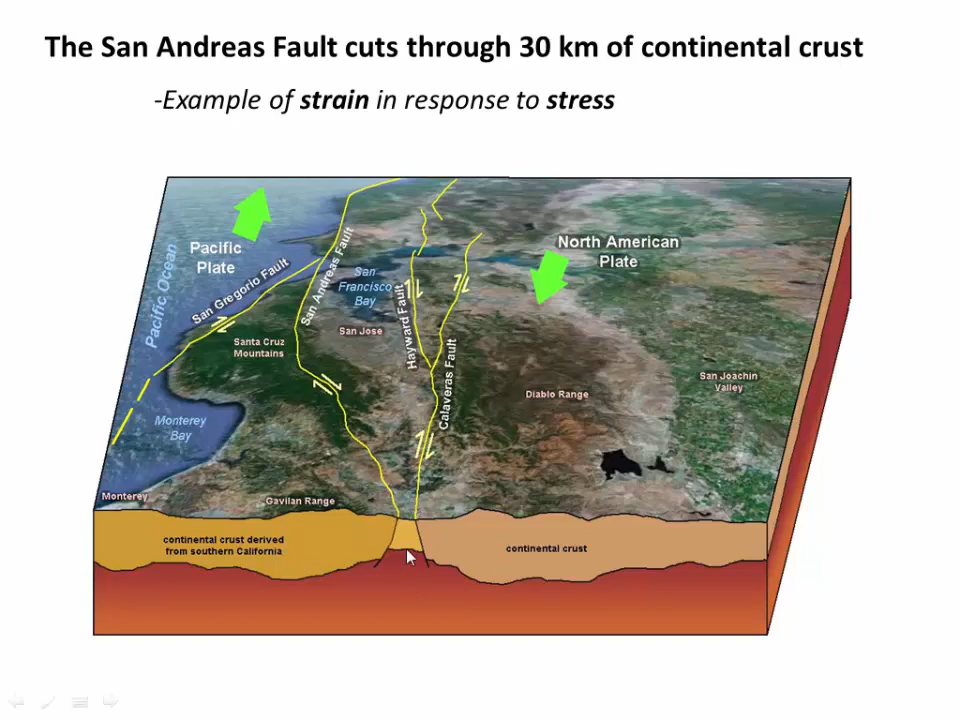 The San Andreas Fault cuts through 30 km of continental crust
-Example of strain in response to stress
Pacific
Plate
North American
Plate
Pacific Ocean
San Gregorio Fault
San Andreas Fault
San
Francisco
Bay
Hayward Fault
Calaveras Fault
San Jose
Santa Cruz
Mountains
Diablo Range
San Joachin
Valley
Monterey
Bay
Monterey
Gavilan Range
continental crust derived
from southern California
continental crust